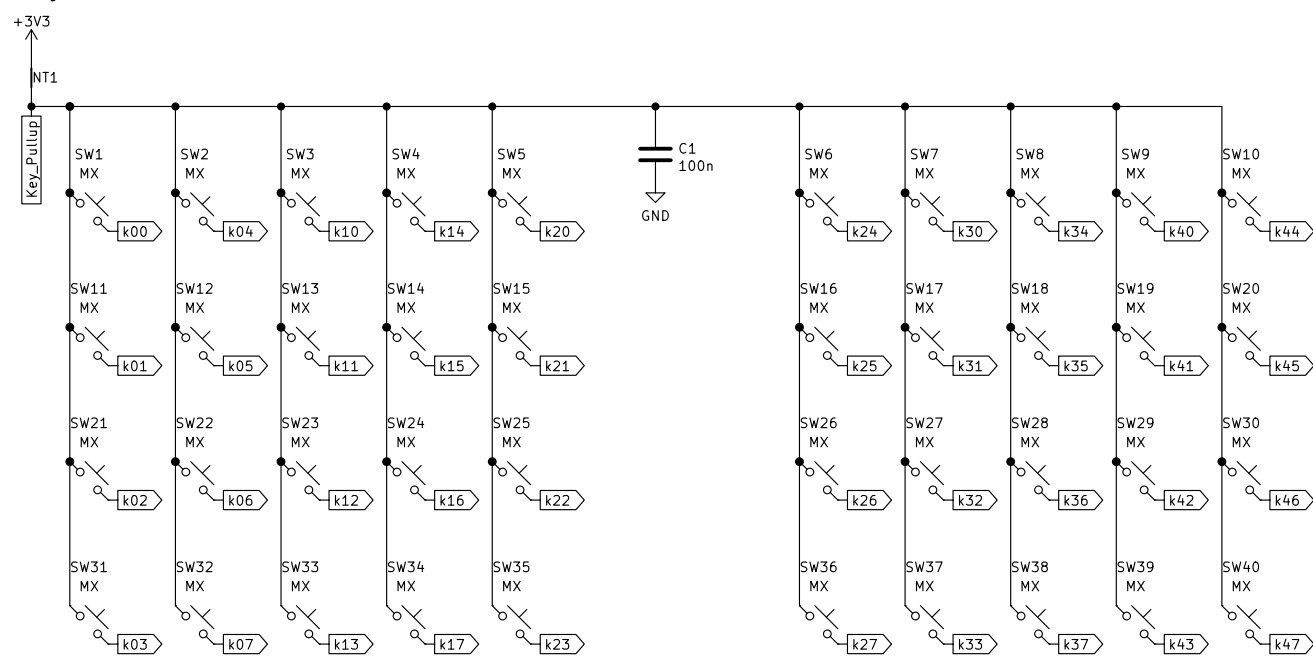 +3V3
NT1
Key_Pullup
SW1 SW2 SW3 SW4 SW5 C1 SW6 SW7 SW8 SW9 SW10
MX MX MX MX MX 100n MX MX MX MX MX
GND
k00 k04 k10 k14 k20 k24 k30 k34 k40 k44
SW11 SW12 SW13 SW14 SW15 SW16 SW17 SW18 SW19 SW20
MX MX MX MX MX MX MX MX MX MX
k01 k05 k11 k15 k21 k25 k31 k35 k41 k45
SW21 SW22 SW23 SW24 SW25 SW26 SW27 SW28 SW29 SW30
MX MX MX MX MX MX MX MX MX MX
k02 k06 k12 k16 k22 k26 k32 k36 k42 k46
SW31 SW32 SW33 SW34 SW35 SW36 SW37 SW38 SW39 SW40
MX MX MX MX MX MX MX MX MX MX
k03 k07 k13 k17 k23 k27 k33 k37 k43 k47